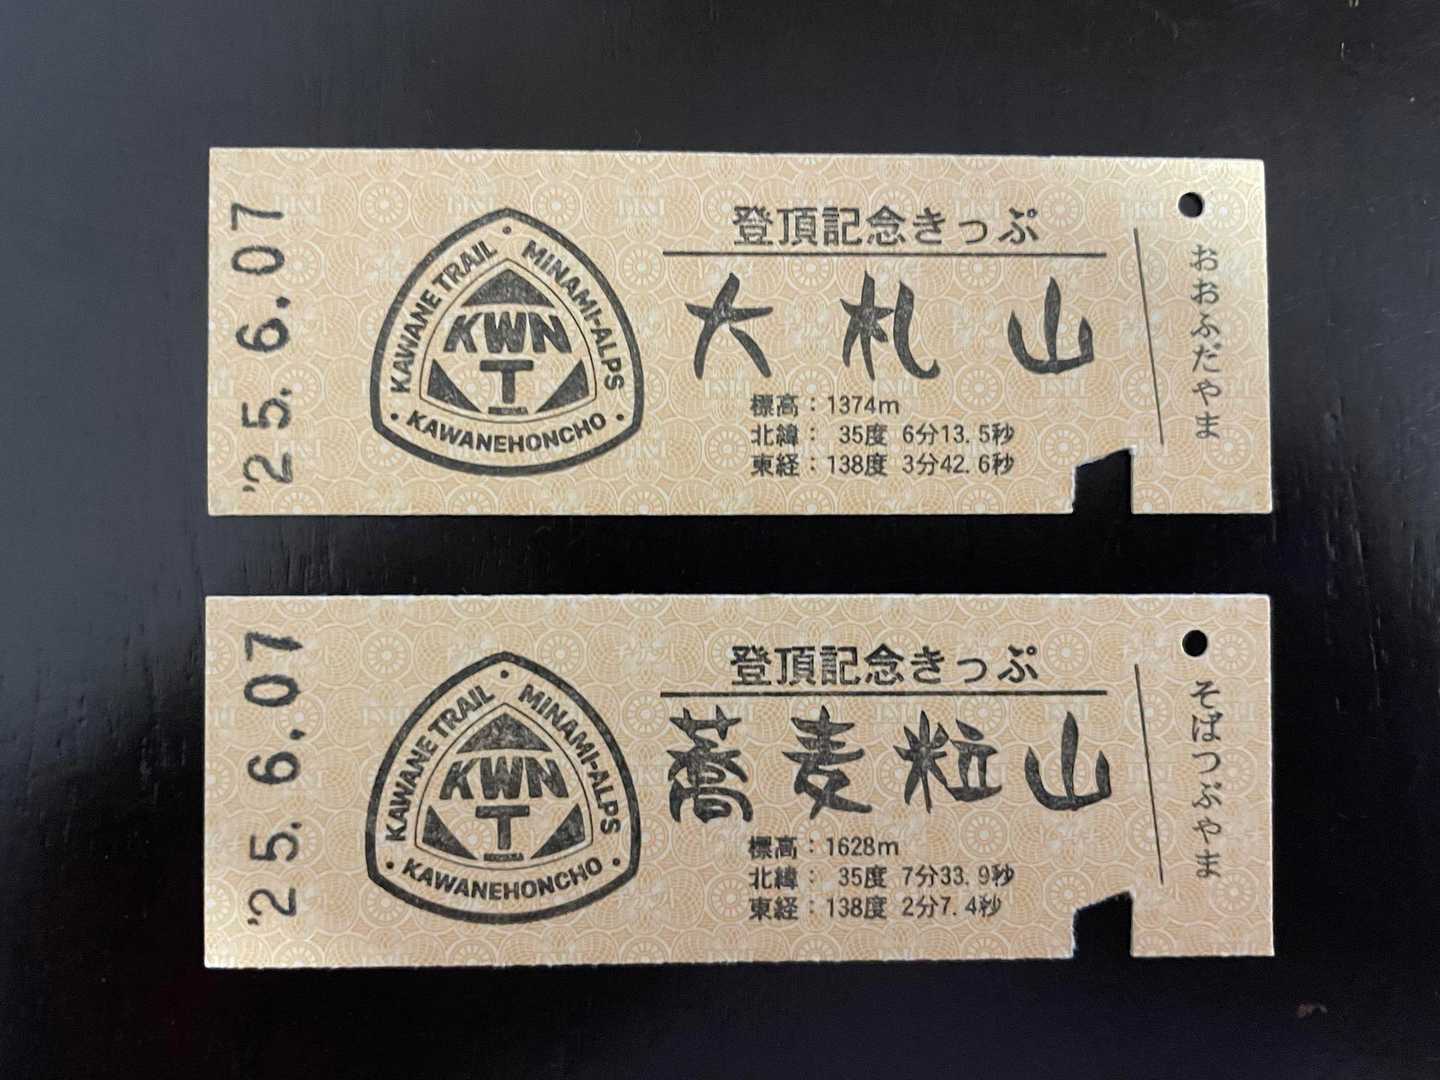 '25.6.07
KAWANE TRAIL・MINAMI-ALPS
KWN
T
・KAWANEHONCHO・
登頂記念きっぷ
大札山
標高：1374m
北緯： 35度 6分13.5秒
東経：138度 3分42.6秒
おおふだやま
'25.6.07
KAWANE TRAIL・MINAMI-ALPS
KWN
T
・KAWANEHONCHO・
登頂記念きっぷ
蕎麦粒山
標高：1628m
北緯： 35度 7分33.9秒
東経：138度 2分7.4秒
そばつぶやま